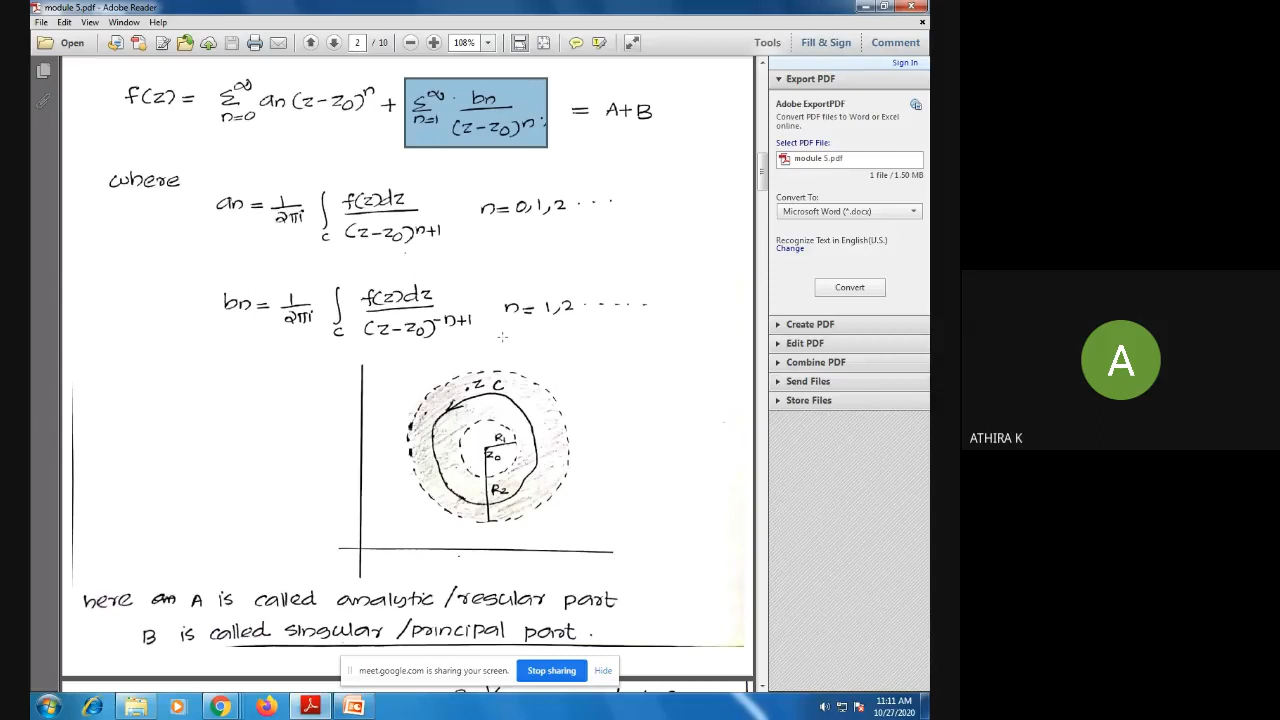 module 5.pdf - Adobe Reader
File Edit View Window Help
Open 2 / 10 108% Tools Fill & Sign Comment
Sign In
f(z) = Σ∞n=0 an (z-z0)^n + Σ∞n=1 bn/(z-z0)^n = A+B
where
an = 1/2πi ∫c f(z)dz/(z-z0)^n+1 n=0,1,2 ...
bn = 1/2πi ∫c f(z)dz/(z-z0)^-n+1 n = 1,2 .....
.z C
R1
z0
R2
here an A is called analytic/regular part
B is called singular/principal part.
Export PDF
Adobe ExportPDF
Convert PDF files to Word or Excel
online.
Select PDF File:
module 5.pdf
1 file / 1.50 MB
Convert To:
Microsoft Word (*.docx)
Recognize Text in English(U.S.)
Change
Convert
Create PDF
Edit PDF
Combine PDF
Send Files
Store Files
A
ATHIRA K
meet.google.com is sharing your screen. Stop sharing Hide
11:11 AM
10/27/2020